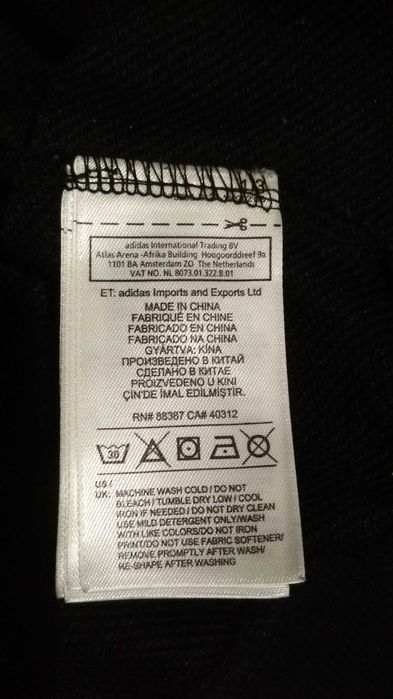 adidas International Trading BV
Atlas Arena -Afrika Building Hoogoorddreef 9a
1101 BA Amsterdam ZO The Netherlands
VAT NO. NL 8073.01.322.B.01
ET: adidas Imports and Exports Ltd
MADE IN CHINA
FABRIQUÉ EN CHINE
FABRICADO EN CHINA
FABRICADO NA CHINA
GYÁRTVA: KÍNA
ПРОИЗВЕДЕНО В КИТАЙ
СДЕЛАНО В КИТАЕ
PROIZVEDENO U KINI
ÇİN'DE İMAL EDİLMİŞTİR.
RN# 88387 CA# 40312
30
US /
UK: MACHINE WASH COLD/DO NOT
BLEACH/TUMBLE DRY LOW/COOL
IRON IF NEEDED/DO NOT DRY CLEAN
USE MILD DETERGENT ONLY/WASH
WITH LIKE COLORS/DO NOT IRON
PRINT/DO NOT USE FABRIC SOFTENER/
REMOVE PROMPTLY AFTER WASH/
RE-SHAPE AFTER WASHING